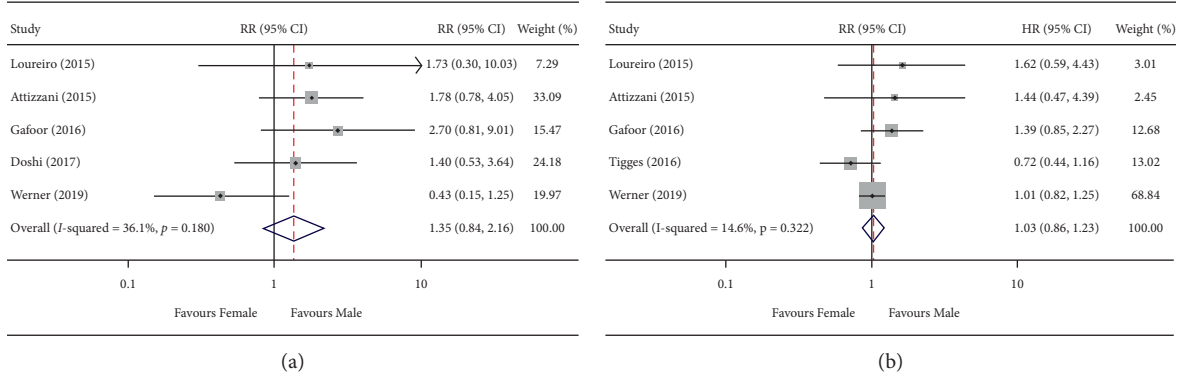 Study RR (95% CI) RR (95% CI) Weight (%)
Loureiro (2015) 1.73 (0.30, 10.03) 7.29
Attizzani (2015) 1.78 (0.78, 4.05) 33.09
Gafoor (2016) 2.70 (0.81, 9.01) 15.47
Doshi (2017) 1.40 (0.53, 3.64) 24.18
Werner (2019) 0.43 (0.15, 1.25) 19.97
Overall (I-squared = 36.1%, p = 0.180) 1.35 (0.84, 2.16) 100.00
0.1 1 10
Favours Female Favours Male
(a)
Study RR (95% CI) HR (95% CI) Weight (%)
Loureiro (2015) 1.62 (0.59, 4.43) 3.01
Attizzani (2015) 1.44 (0.47, 4.39) 2.45
Gafoor (2016) 1.39 (0.85, 2.27) 12.68
Tigges (2016) 0.72 (0.44, 1.16) 13.02
Werner (2019) 1.01 (0.82, 1.25) 68.84
Overall (I-squared = 14.6%, p = 0.322) 1.03 (0.86, 1.23) 100.00
0.1 1 10
Favours Female Favours Male
(b)